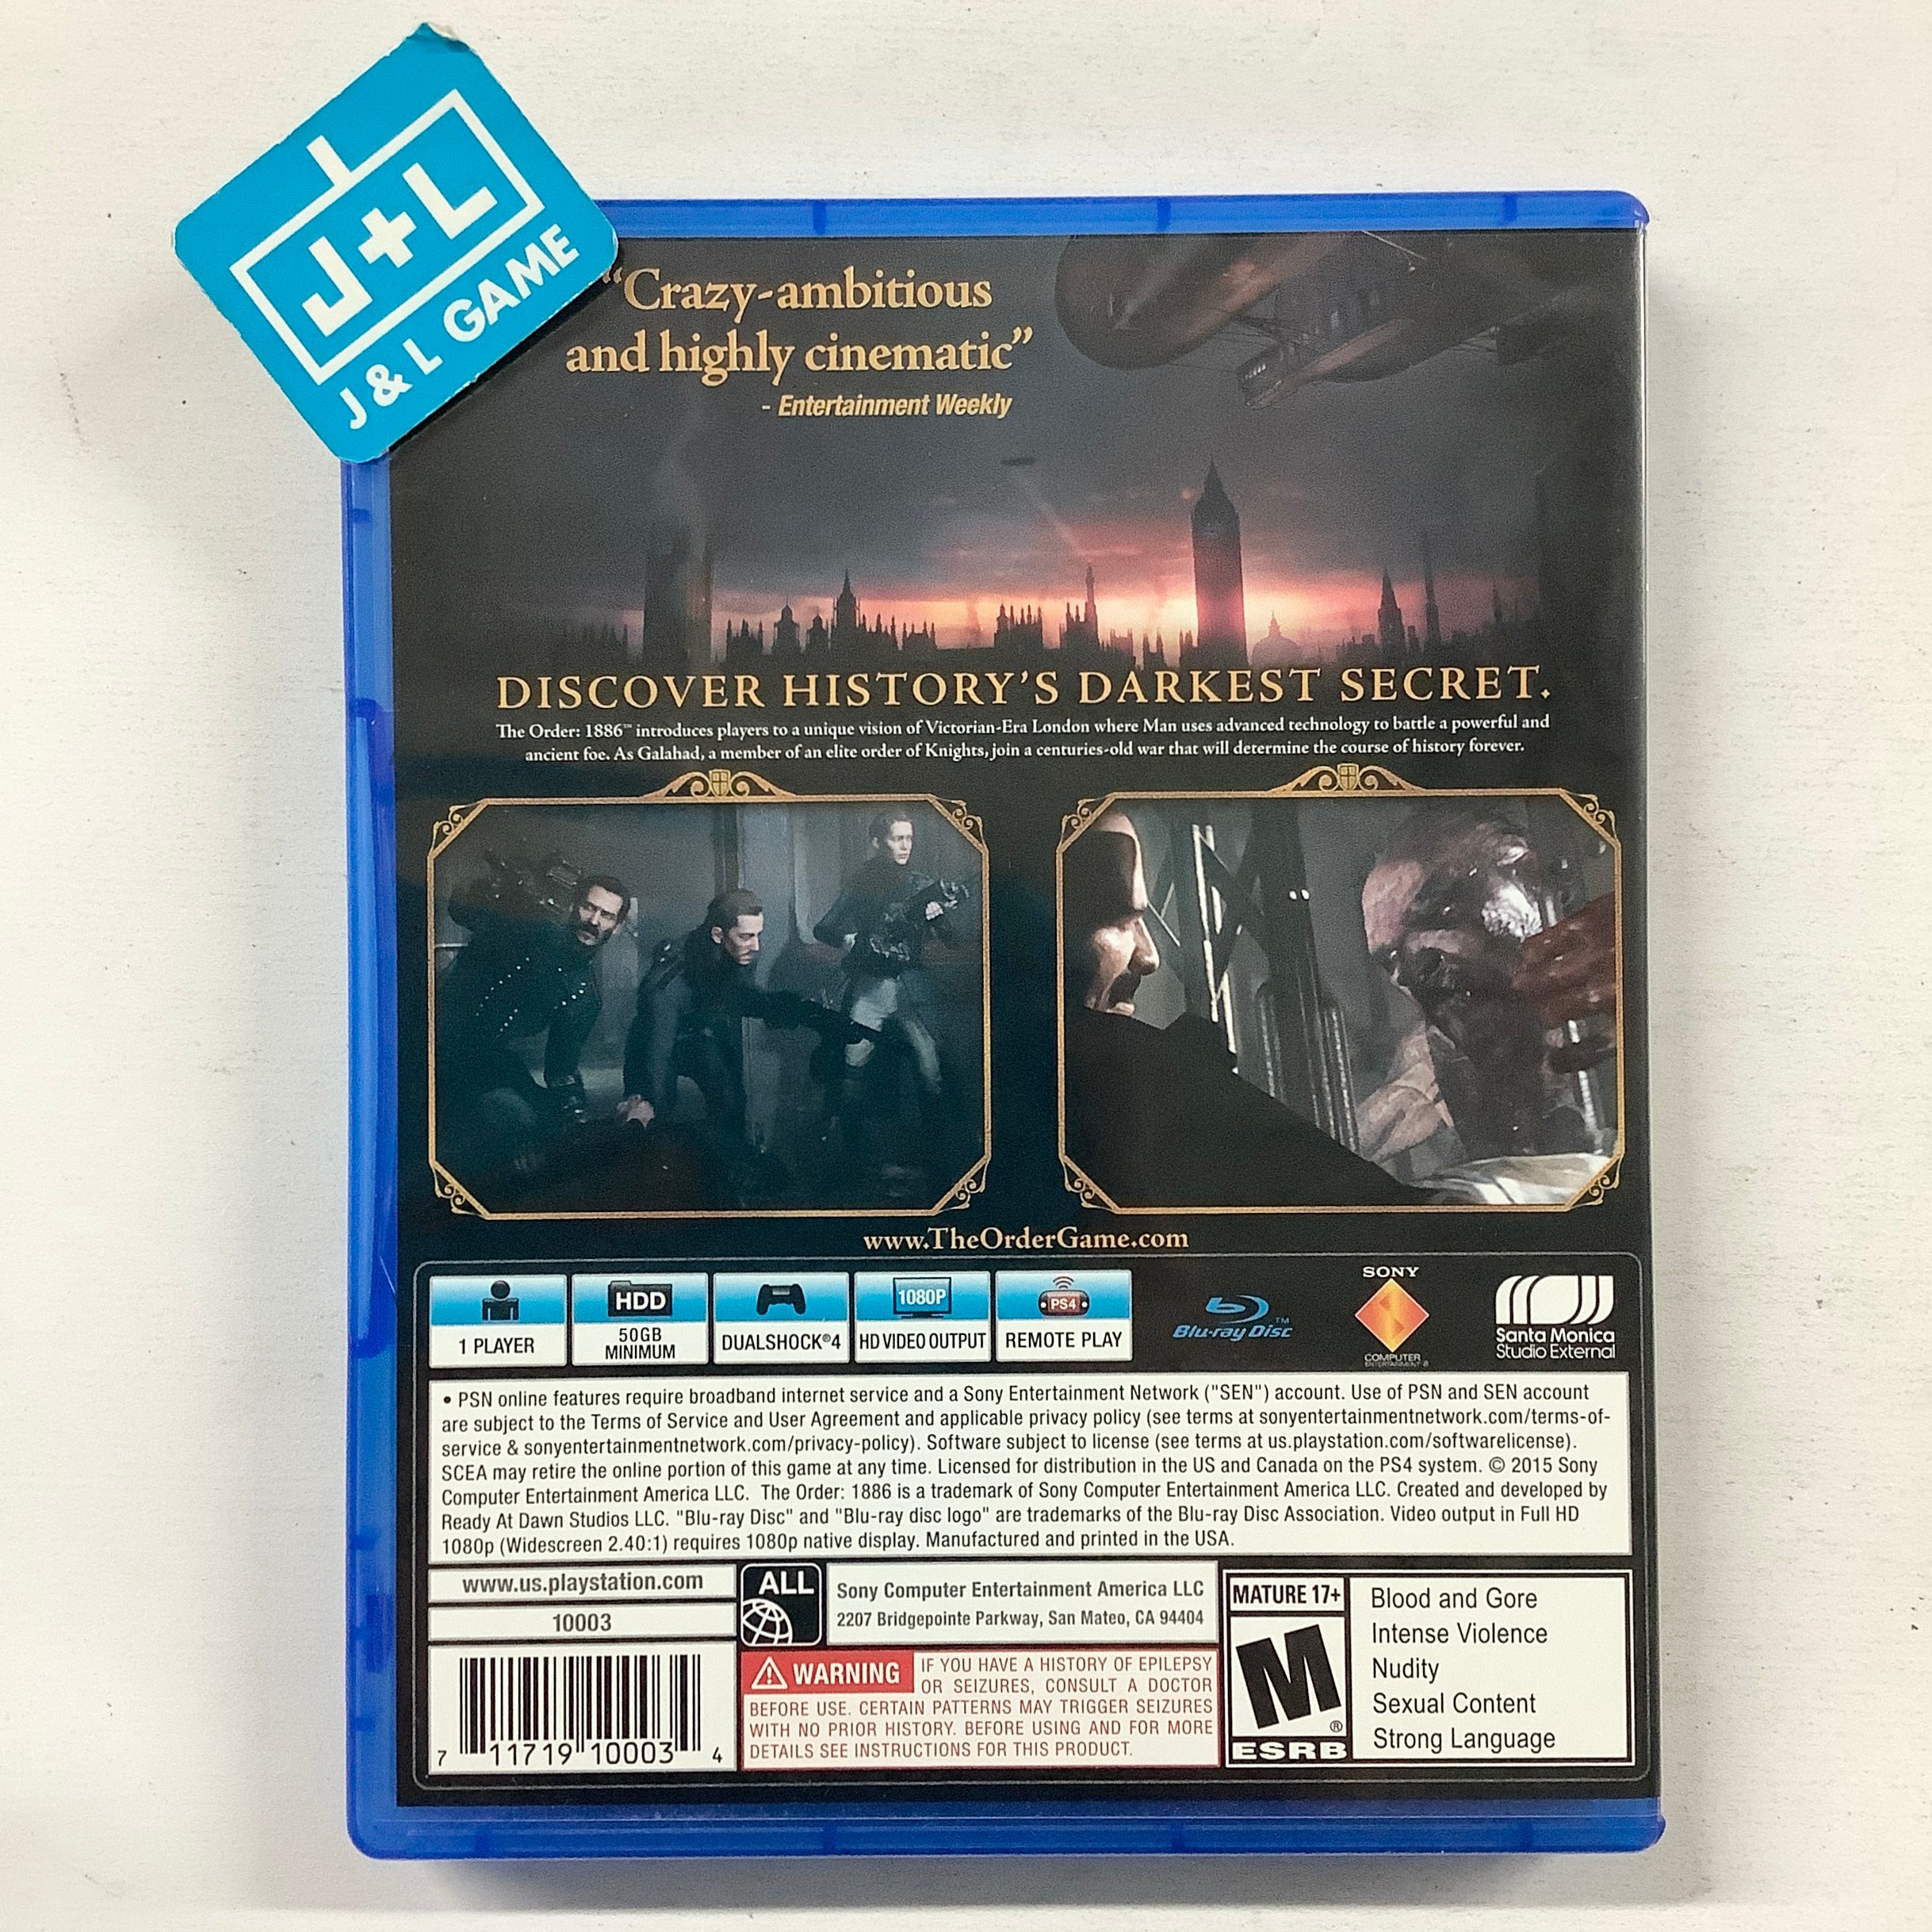 J+L
J & L GAME
“Crazy-ambitious
and highly cinematic”
- Entertainment Weekly
DISCOVER HISTORY’S DARKEST SECRET.
The Order: 1886™ introduces players to a unique vision of Victorian-Era London where Man uses advanced technology to battle a powerful and
ancient foe. As Galahad, a member of an elite order of Knights, join a centuries-old war that will determine the course of history forever.
www.TheOrderGame.com
1 PLAYER
HDD
50GB
MINIMUM
DUALSHOCK®4
1080P
HD VIDEO OUTPUT
PS4
REMOTE PLAY
Blu-ray Disc™
SONY
COMPUTER
ENTERTAINMENT®
Santa Monica
Studio External
• PSN online features require broadband internet service and a Sony Entertainment Network ("SEN") account. Use of PSN and SEN account
are subject to the Terms of Service and User Agreement and applicable privacy policy (see terms at sonyentertainmentnetwork.com/terms-of-
service & sonyentertainmentnetwork.com/privacy-policy). Software subject to license (see terms at us.playstation.com/softwarelicense).
SCEA may retire the online portion of this game at any time. Licensed for distribution in the US and Canada on the PS4 system. © 2015 Sony
Computer Entertainment America LLC. The Order: 1886 is a trademark of Sony Computer Entertainment America LLC. Created and developed by
Ready At Dawn Studios LLC. "Blu-ray Disc" and "Blu-ray disc logo" are trademarks of the Blu-ray Disc Association. Video output in Full HD
1080p (Widescreen 2.40:1) requires 1080p native display. Manufactured and printed in the USA.
www.us.playstation.com
10003
7 11719 10003 4
ALL
Sony Computer Entertainment America LLC
2207 Bridgepointe Parkway, San Mateo, CA 94404
WARNING IF YOU HAVE A HISTORY OF EPILEPSY
OR SEIZURES, CONSULT A DOCTOR
BEFORE USE. CERTAIN PATTERNS MAY TRIGGER SEIZURES
WITH NO PRIOR HISTORY. BEFORE USING AND FOR MORE
DETAILS SEE INSTRUCTIONS FOR THIS PRODUCT.
MATURE 17+
M®
ESRB
Blood and Gore
Intense Violence
Nudity
Sexual Content
Strong Language